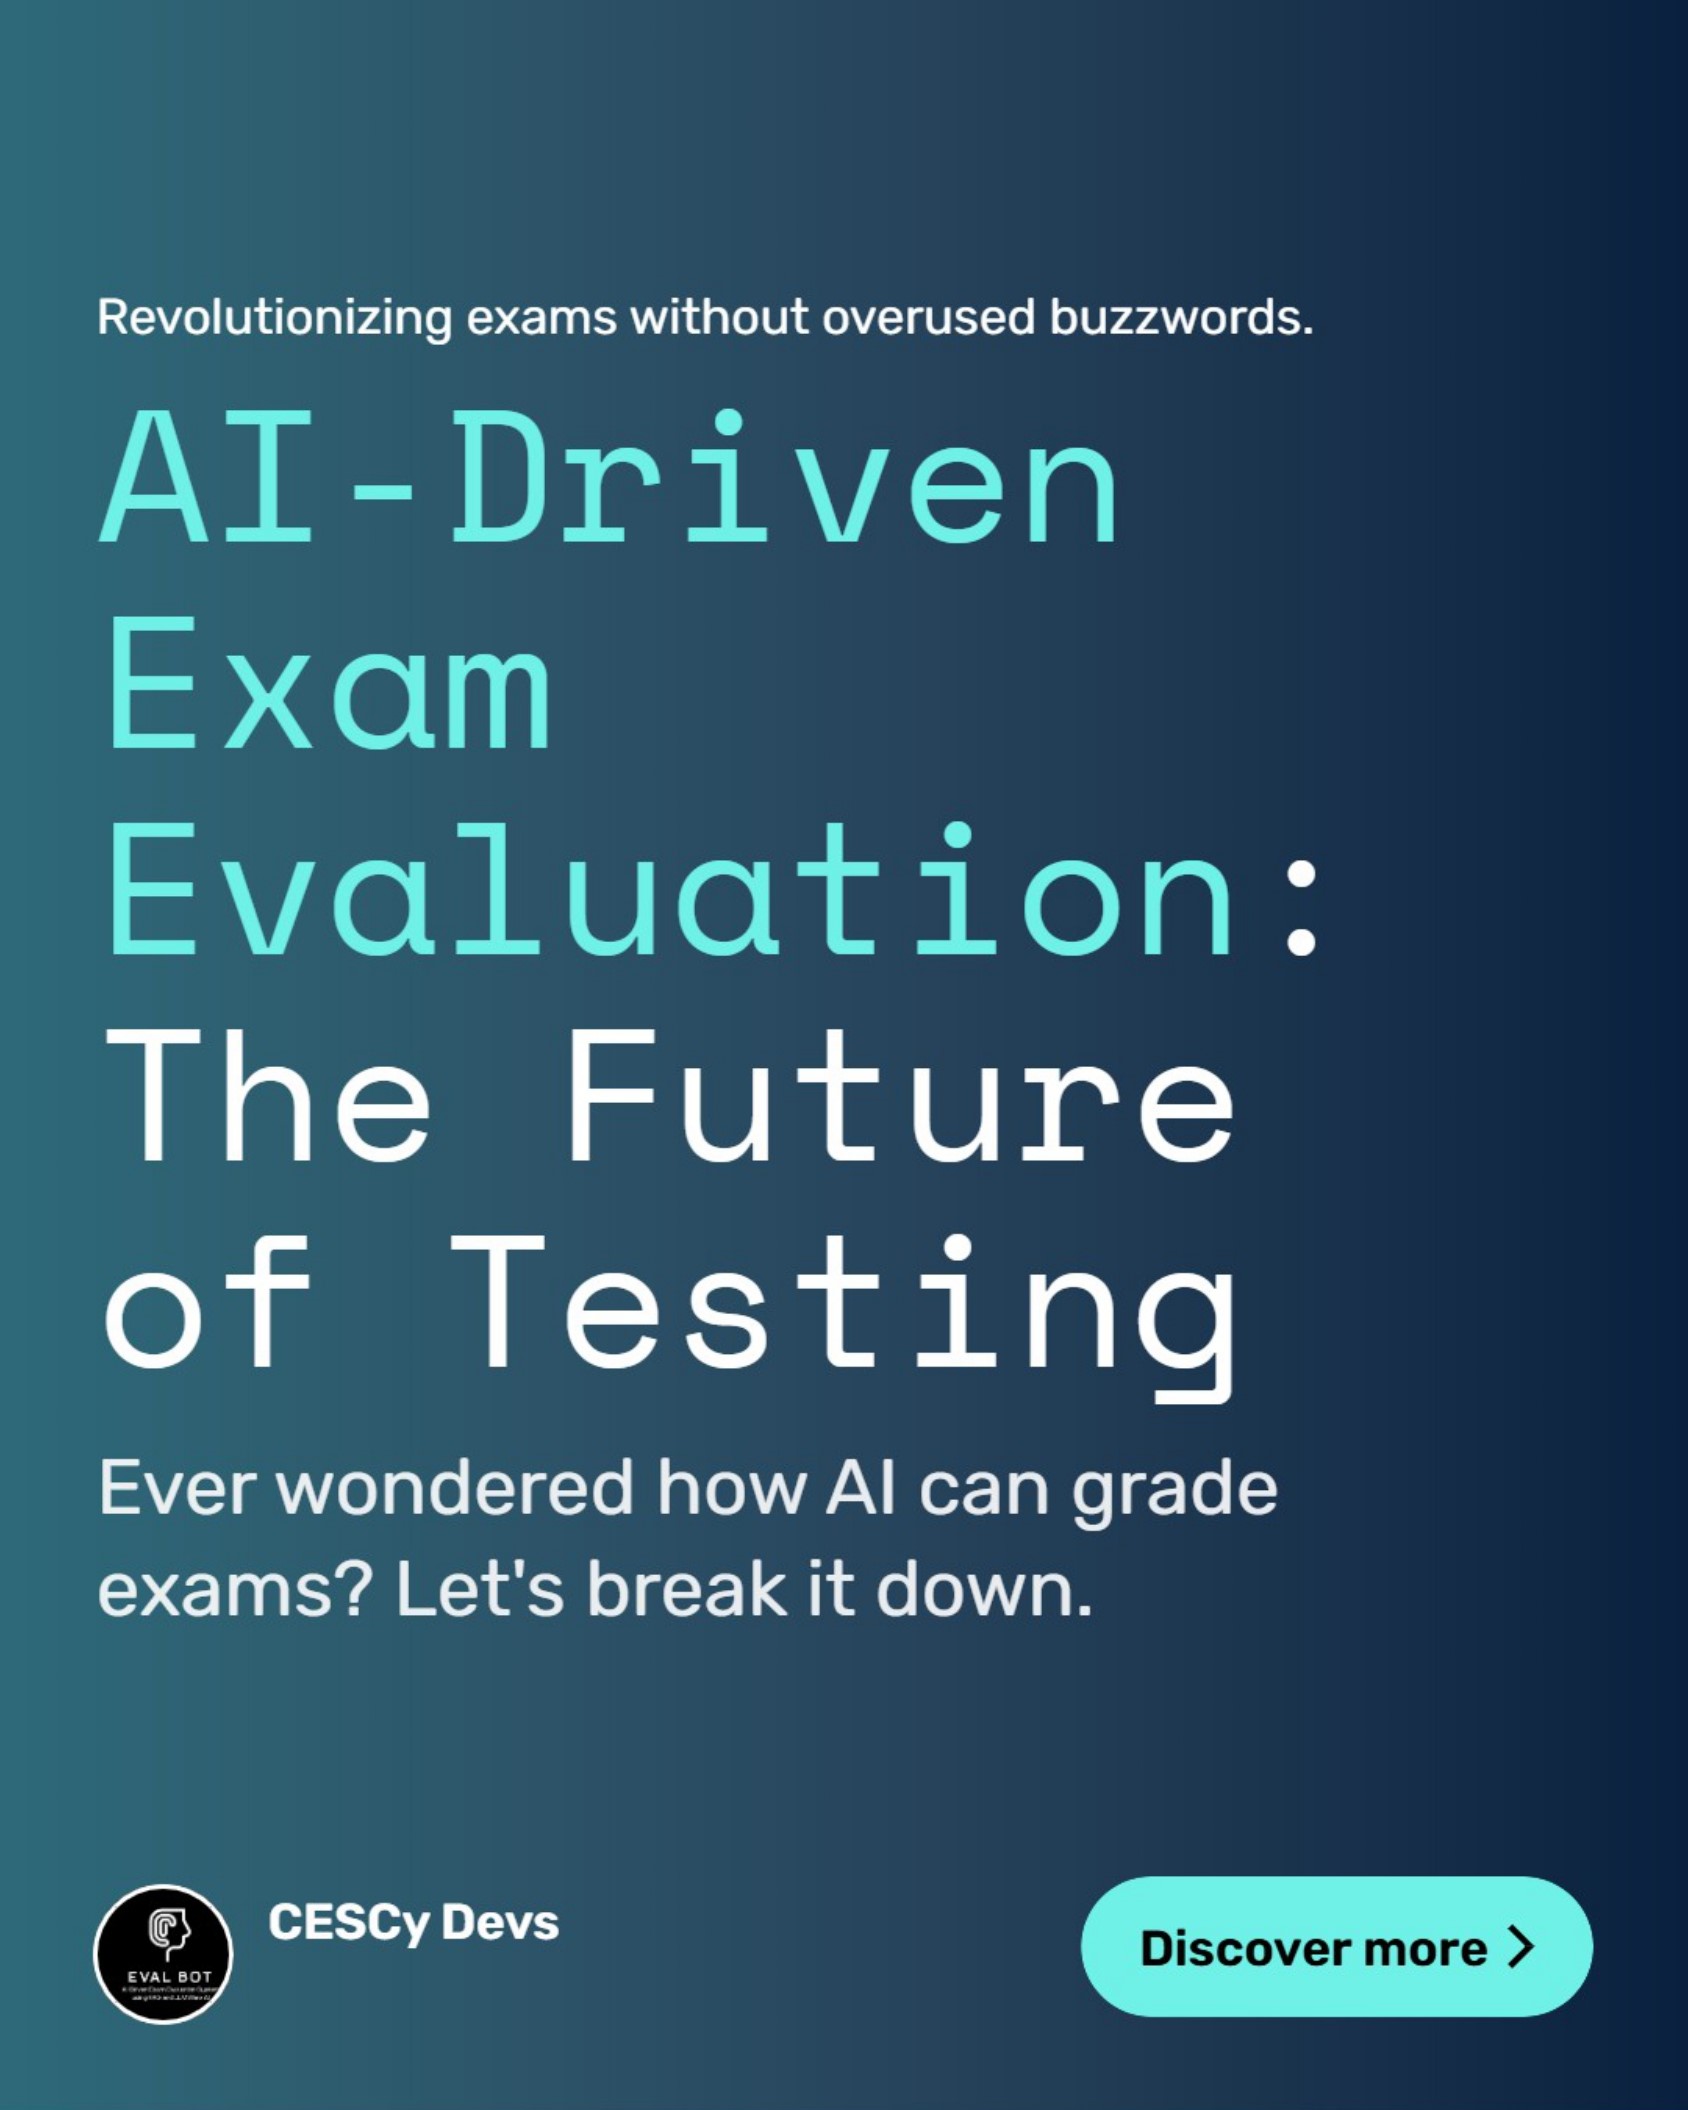 Revolutionizing exams without overused buzzwords.
AI-Driven
Exam
Evaluation:
The Future
of Testing
Ever wondered how AI can grade
exams? Let's break it down.
CESCy Devs
Discover more
EVAL BOT